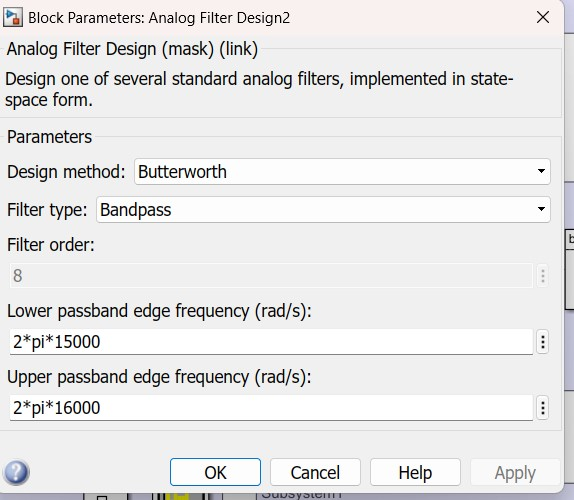 Block Parameters: Analog Filter Design2
Analog Filter Design (mask) (link)
Design one of several standard analog filters, implemented in state-
space form.
Parameters
Design method: Butterworth
Filter type: Bandpass
Filter order:
8
Lower passband edge frequency (rad/s):
2*pi*15000
Upper passband edge frequency (rad/s):
2*pi*16000
? OK Cancel Help Apply
Subsystem1